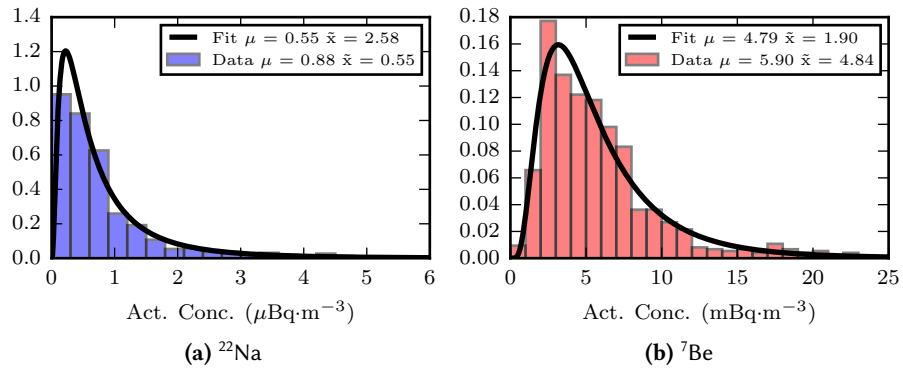 Fit μ = 0.55 x̃ = 2.58
Data μ = 0.88 x̃ = 0.55
1.4
1.2
1.0
0.8
0.6
0.4
0.2
0.0
0 1 2 3 4 5 6
Act. Conc. (μBq·m⁻³)
(a) ²²Na
Fit μ = 4.79 x̃ = 1.90
Data μ = 5.90 x̃ = 4.84
0.18
0.16
0.14
0.12
0.10
0.08
0.06
0.04
0.02
0.00
0 5 10 15 20 25
Act. Conc. (mBq·m⁻³)
(b) ⁷Be